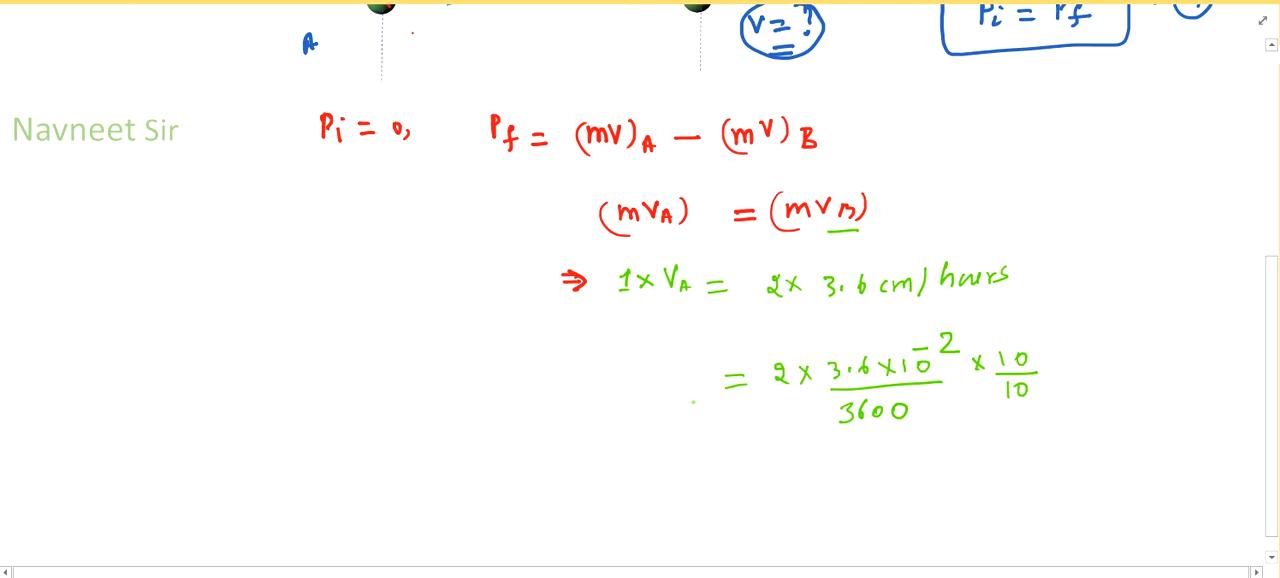 V = ? Pi = Pf
A
Navneet Sir Pi = 0, Pf = (mV)A — (mV)B
(mVA) = (mVB)
⇒ 1 × VA = 2 × 3.6 cm/hours
= 2 × 3.6×10^-2/3600 × 10/10